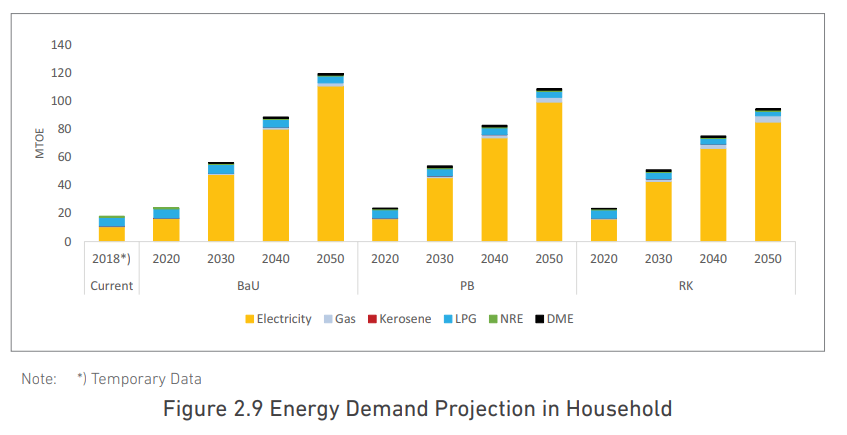 140
120
100
80
60
40
20
0
MTOE
2018*) 2020 2030 2040 2050 2020 2030 2040 2050 2020 2030 2040 2050
Current BaU PB RK
Electricity Gas Kerosene LPG NRE DME
Note: *) Temporary Data
Figure 2.9 Energy Demand Projection in Household